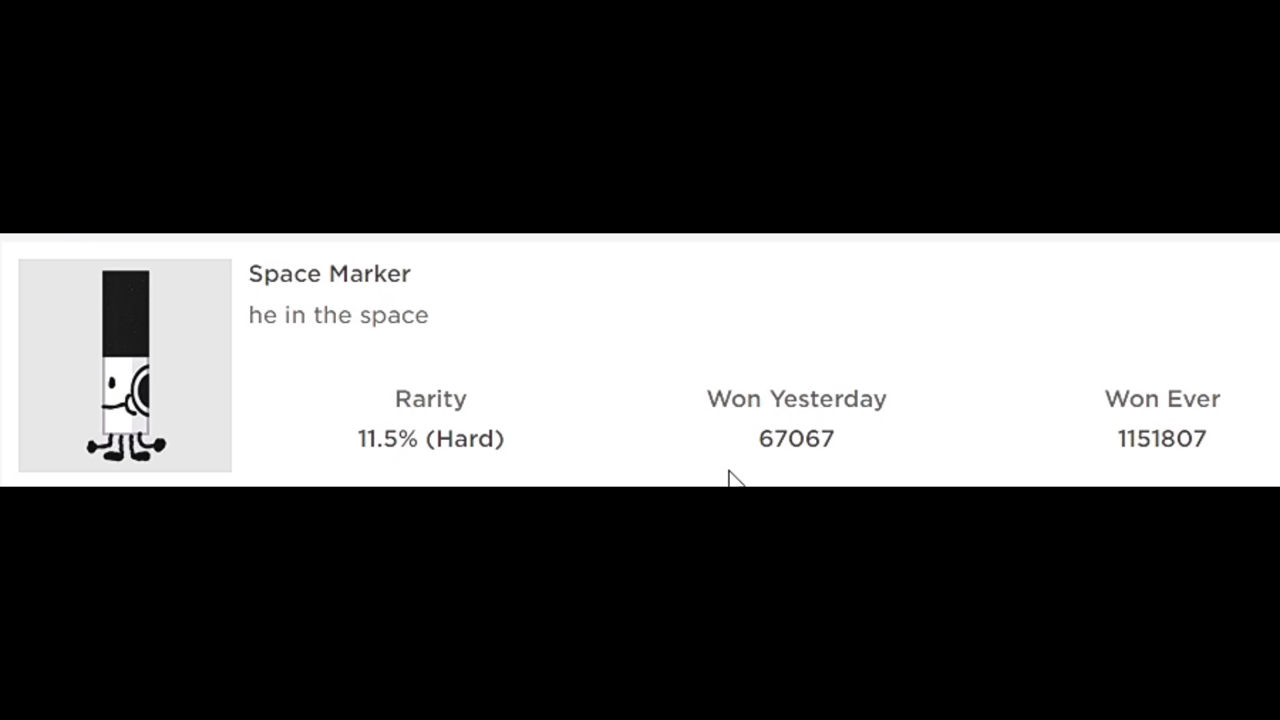 Space Marker
he in the space
Rarity Won Yesterday Won Ever
11.5% (Hard) 67067 1151807